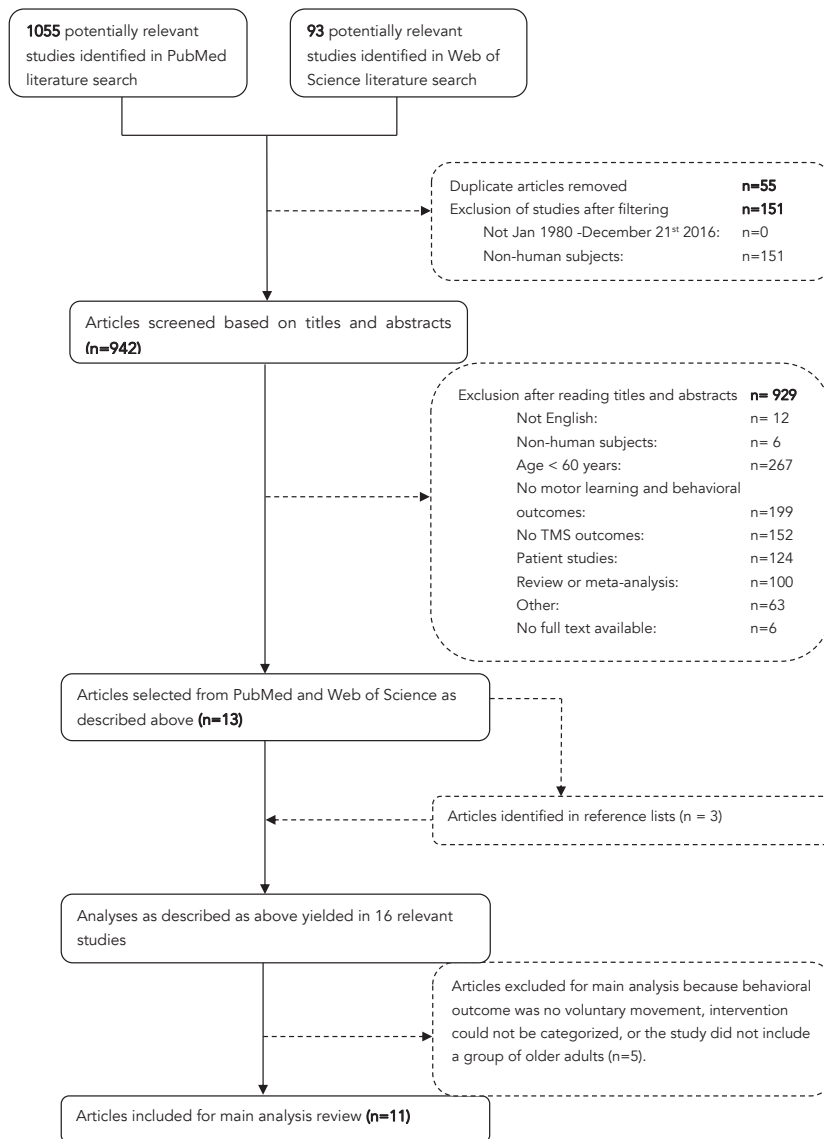 1055 potentially relevant
studies identified in PubMed
literature search
93 potentially relevant
studies identified in Web of
Science literature search
Duplicate articles removed n=55
Exclusion of studies after filtering n=151
Not Jan 1980 -December 21st 2016: n=0
Non-human subjects: n=151
Articles screened based on titles and abstracts
(n=942)
Exclusion after reading titles and abstracts n= 929
Not English: n= 12
Non-human subjects: n= 6
Age < 60 years: n=267
No motor learning and behavioral
outcomes: n=199
No TMS outcomes: n=152
Patient studies: n=124
Review or meta-analysis: n=100
Other: n=63
No full text available: n=6
Articles selected from PubMed and Web of Science as
described above (n=13)
Articles identified in reference lists (n = 3)
Analyses as described as above yielded in 16 relevant
studies
Articles excluded for main analysis because behavioral
outcome was no voluntary movement, intervention
could not be categorized, or the study did not include
a group of older adults (n=5).
Articles included for main analysis review (n=11)